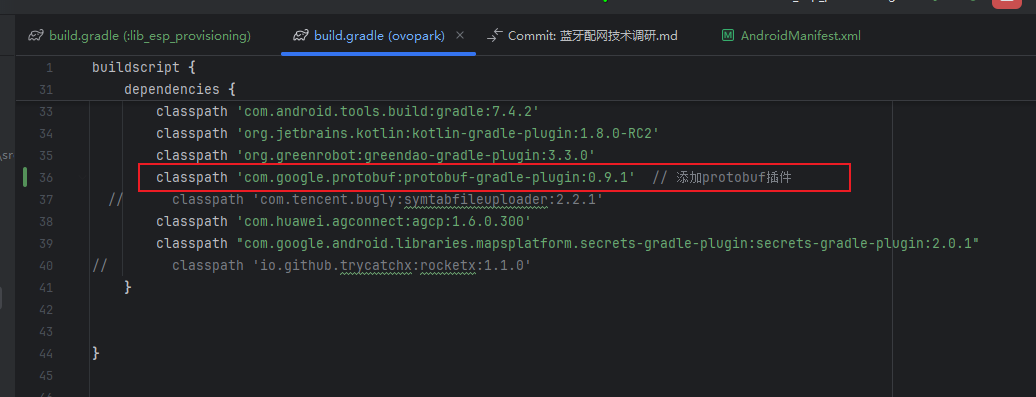 build.gradle (:lib_esp_provisioning)
build.gradle (ovopark)
Commit: 蓝牙配网技术调研.md
AndroidManifest.xml
1 buildscript {
31 dependencies {
33 classpath 'com.android.tools.build:gradle:7.4.2'
34 classpath 'org.jetbrains.kotlin:kotlin-gradle-plugin:1.8.0-RC2'
35 classpath 'org.greenrobot:greendao-gradle-plugin:3.3.0'
36 classpath 'com.google.protobuf:protobuf-gradle-plugin:0.9.1' // 添加protobuf插件
37 // classpath 'com.tencent.bugly:symtabfileuploader:2.2.1'
38 classpath 'com.huawei.agconnect:agcp:1.6.0.300'
39 classpath "com.google.android.libraries.mapsplatform.secrets-gradle-plugin:secrets-gradle-plugin:2.0.1"
40 // classpath 'io.github.trycatchx:rocketx:1.1.0'
41 }
42
43
44 }
45